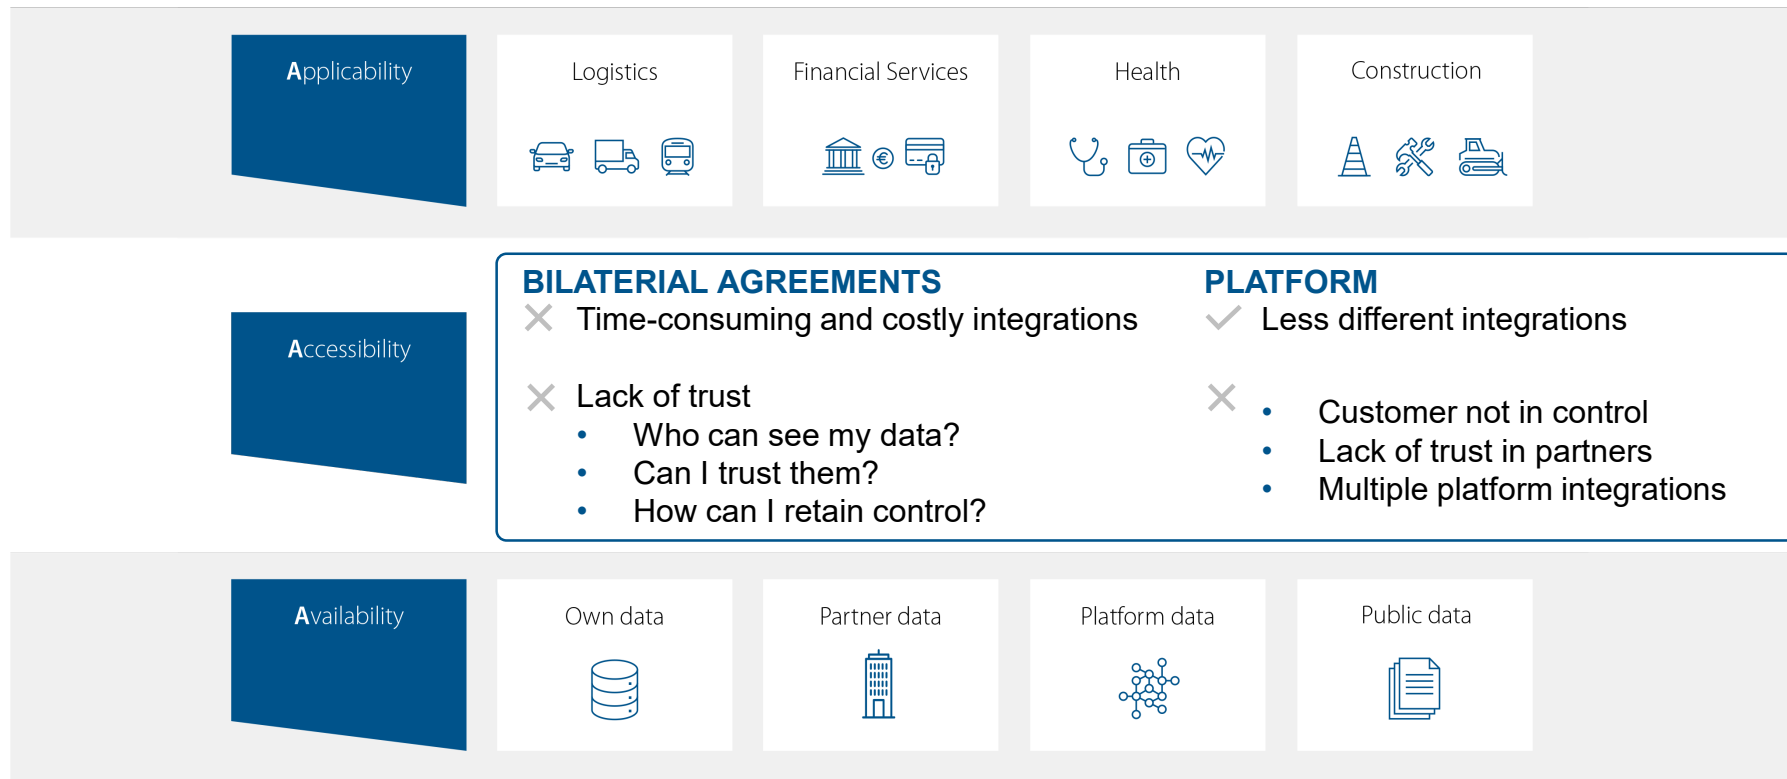 Applicability
Logistics
Financial Services
Health
Construction
€
Accessibility
BILATERIAL AGREEMENTS
Time-consuming and costly integrations
Lack of trust
• Who can see my data?
• Can I trust them?
• How can I retain control?
PLATFORM
Less different integrations
• Customer not in control
• Lack of trust in partners
• Multiple platform integrations
Availability
Own data
Partner data
Platform data
Public data